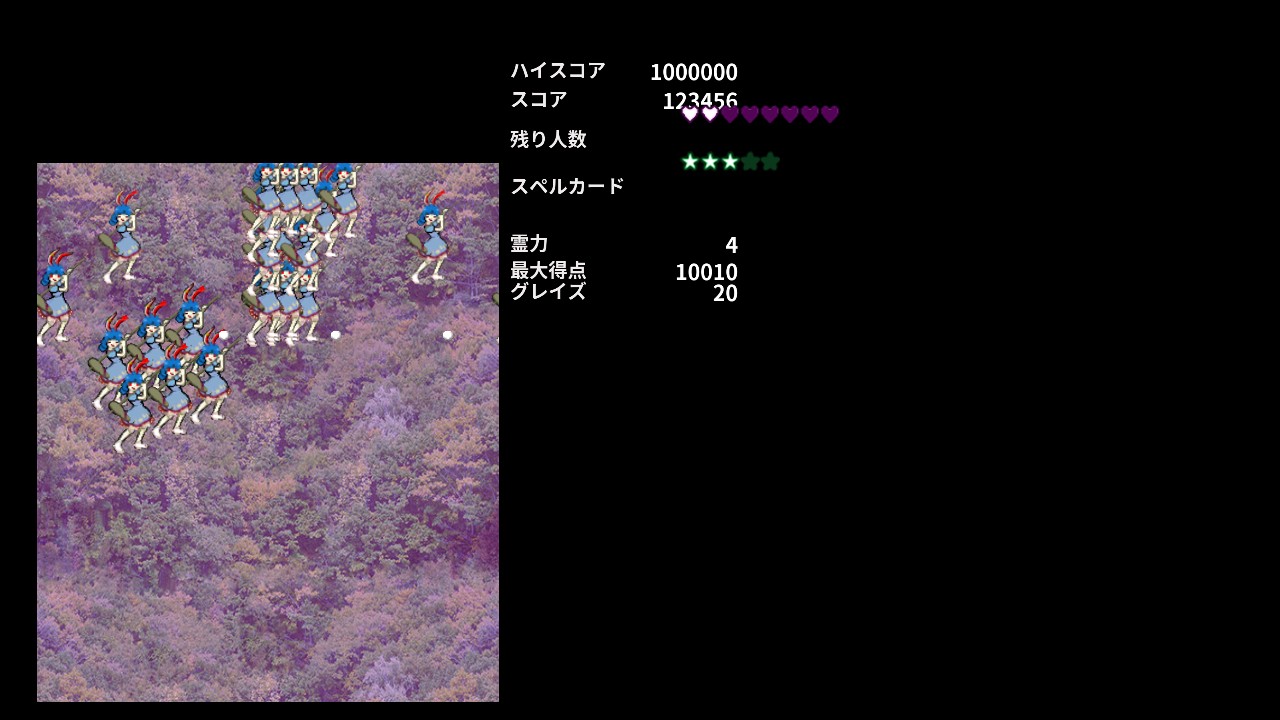 ハイスコア 1000000
スコア 123456
残り人数
スペルカード
霊力 4
最大得点 10010
グレイズ 20